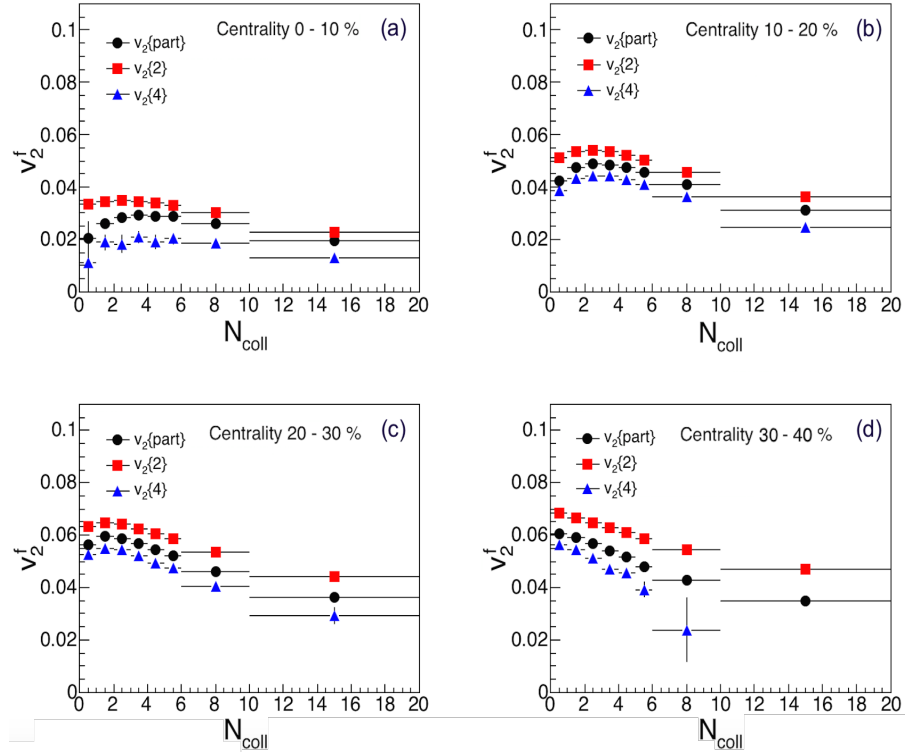 Centrality 0 - 10 % (a)
v₂{part}
v₂{2}
v₂{4}
v₂ᶠ
0.1
0.08
0.06
0.04
0.02
0
0 2 4 6 8 10 12 14 16 18 20
N_coll
Centrality 10 - 20 % (b)
v₂{part}
v₂{2}
v₂{4}
v₂ᶠ
0.1
0.08
0.06
0.04
0.02
0
0 2 4 6 8 10 12 14 16 18 20
N_coll
Centrality 20 - 30 % (c)
v₂{part}
v₂{2}
v₂{4}
v₂ᶠ
0.1
0.08
0.06
0.04
0.02
0
0 2 4 6 8 10 12 14 16 18 20
N_coll
Centrality 30 - 40 % (d)
v₂{part}
v₂{2}
v₂{4}
v₂ᶠ
0.1
0.08
0.06
0.04
0.02
0
0 2 4 6 8 10 12 14 16 18 20
N_coll